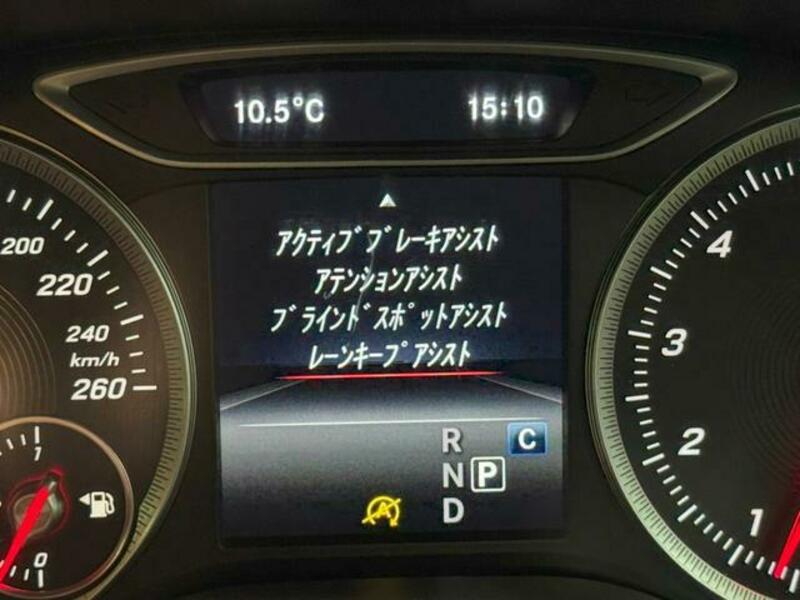 10.5°C
15:10
アクティブブレーキアシスト
アテンションアシスト
ブラインドスポットアシスト
レーンキープアシスト
R
C
N
P
D
A
200
220
240
km/h
260
1
0
4
3
2
1